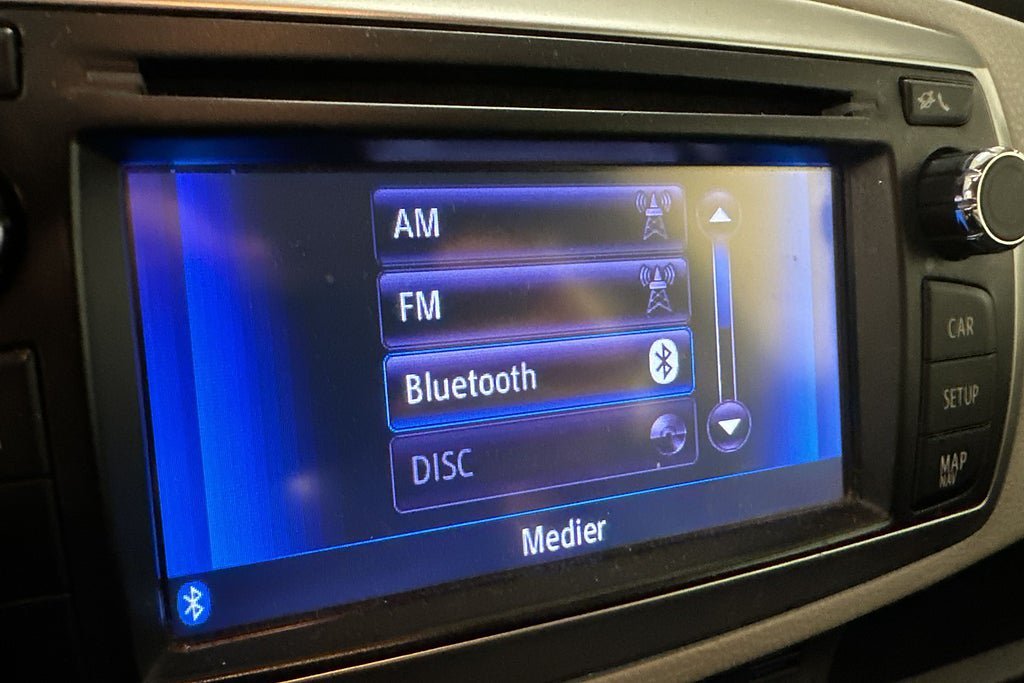 AM
FM
Bluetooth
DISC
Medier
CAR
SETUP
MAP
NAV